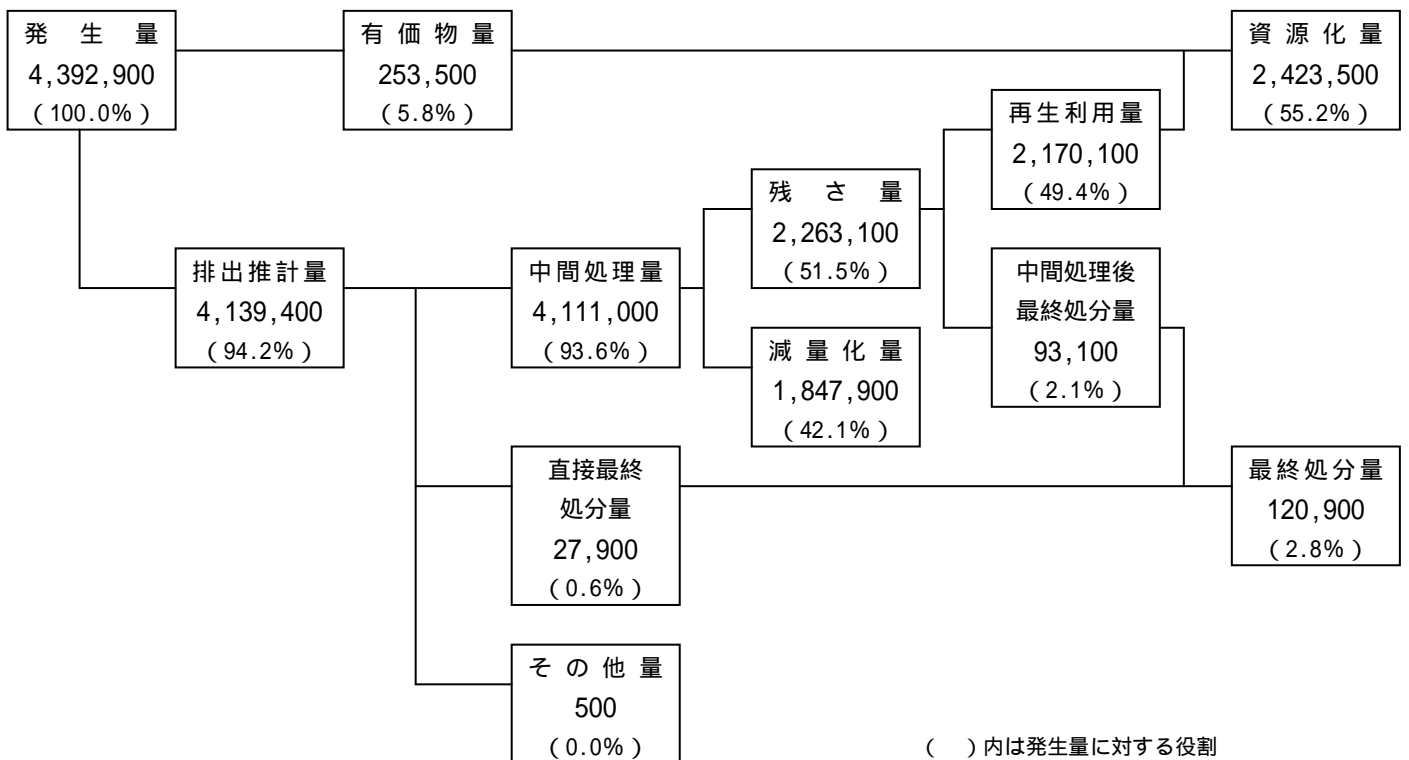 発生量
4,392,900
(100.0%)
有価物量
253,500
(5.8%)
資源化量
2,423,500
(55.2%)
再生利用量
2,170,100
(49.4%)
残さ量
2,263,100
(51.5%)
排出推計量
4,139,400
(94.2%)
中間処理量
4,111,000
(93.6%)
中間処理後
最終処分量
93,100
(2.1%)
減量化量
1,847,900
(42.1%)
直接最終
処分量
27,900
(0.6%)
最終処分量
120,900
(2.8%)
その他量
500
(0.0%)
( )内は発生量に対する役割